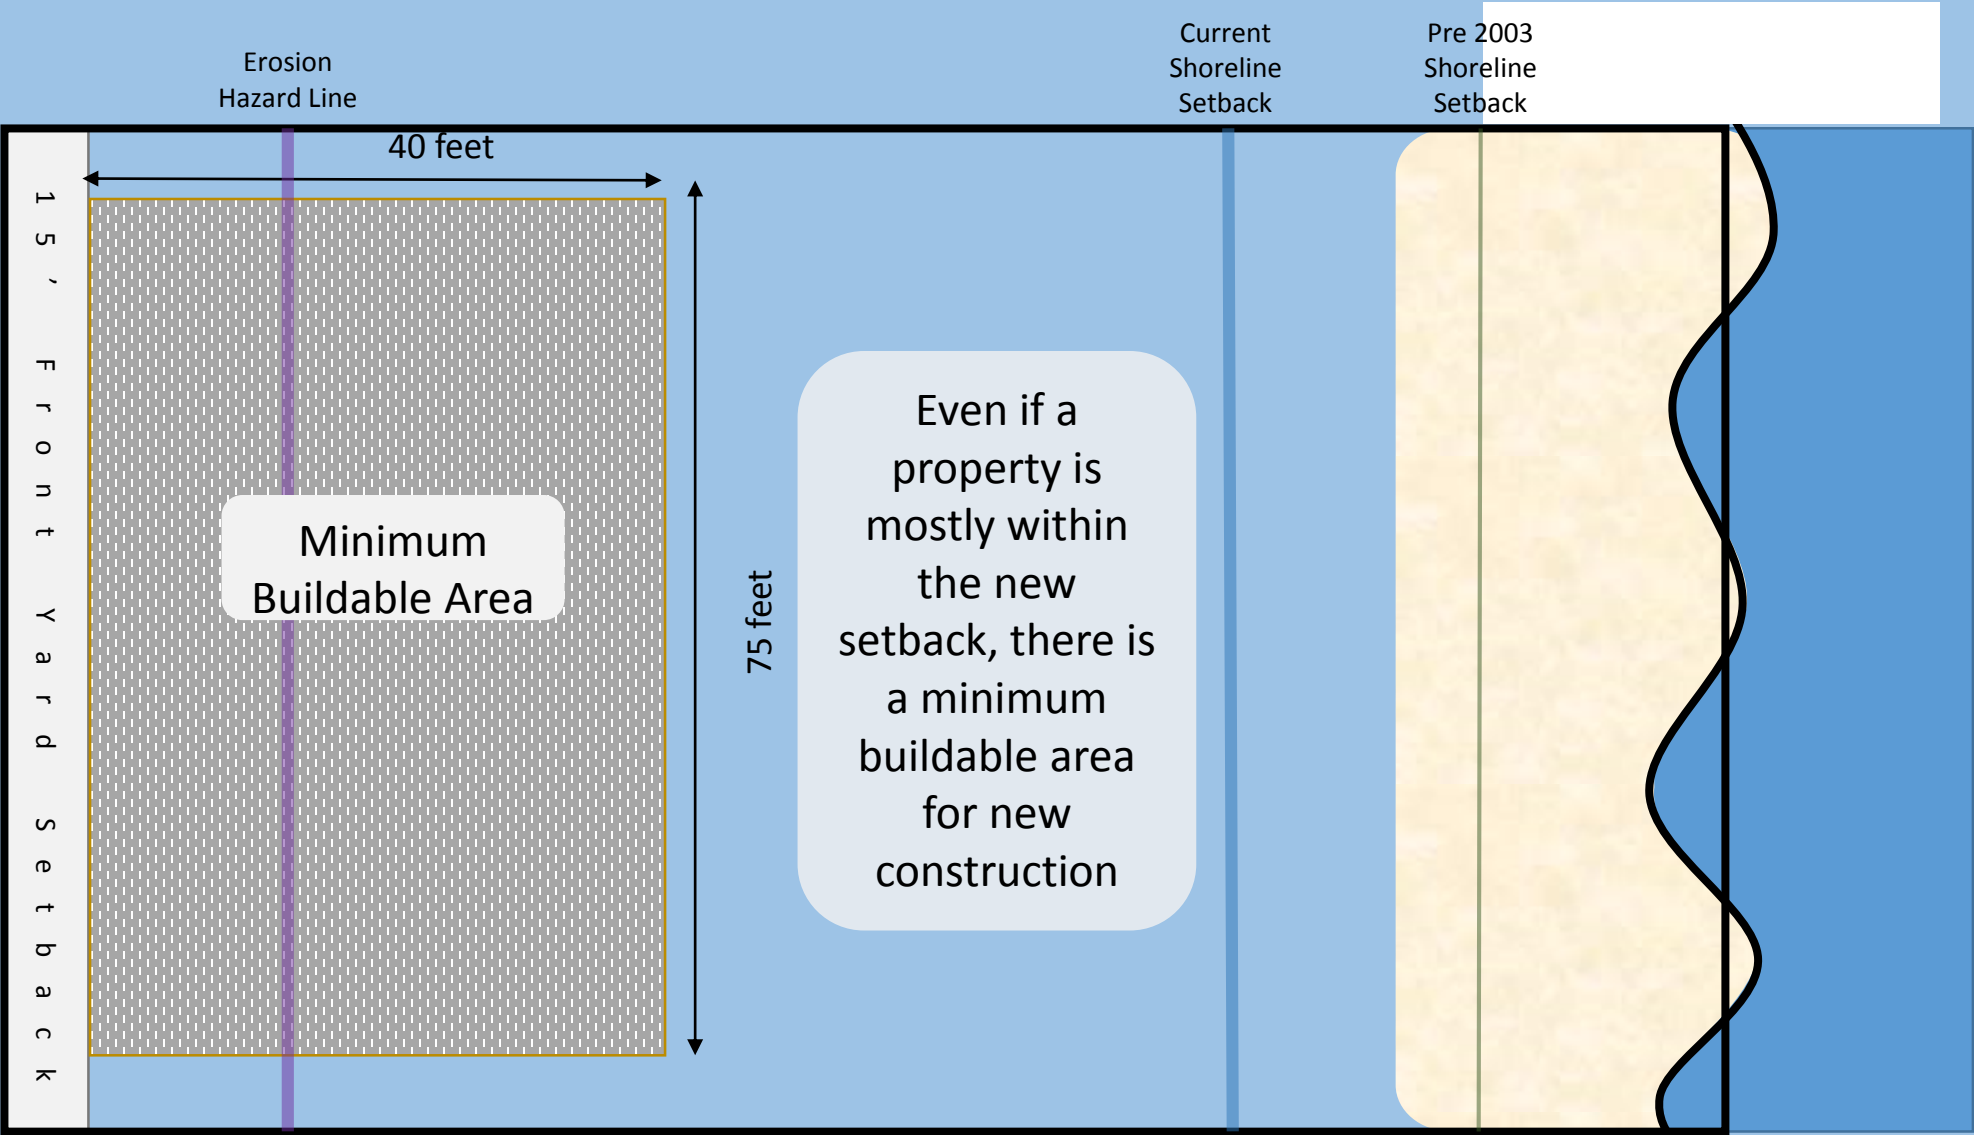 Erosion
Hazard Line
Current
Shoreline
Setback
Pre 2003
Shoreline
Setback
40 feet
15’ Front Yard Setback
Minimum
Buildable Area
75 feet
Even if a
property is
mostly within
the new
setback, there is
a minimum
buildable area
for new
construction